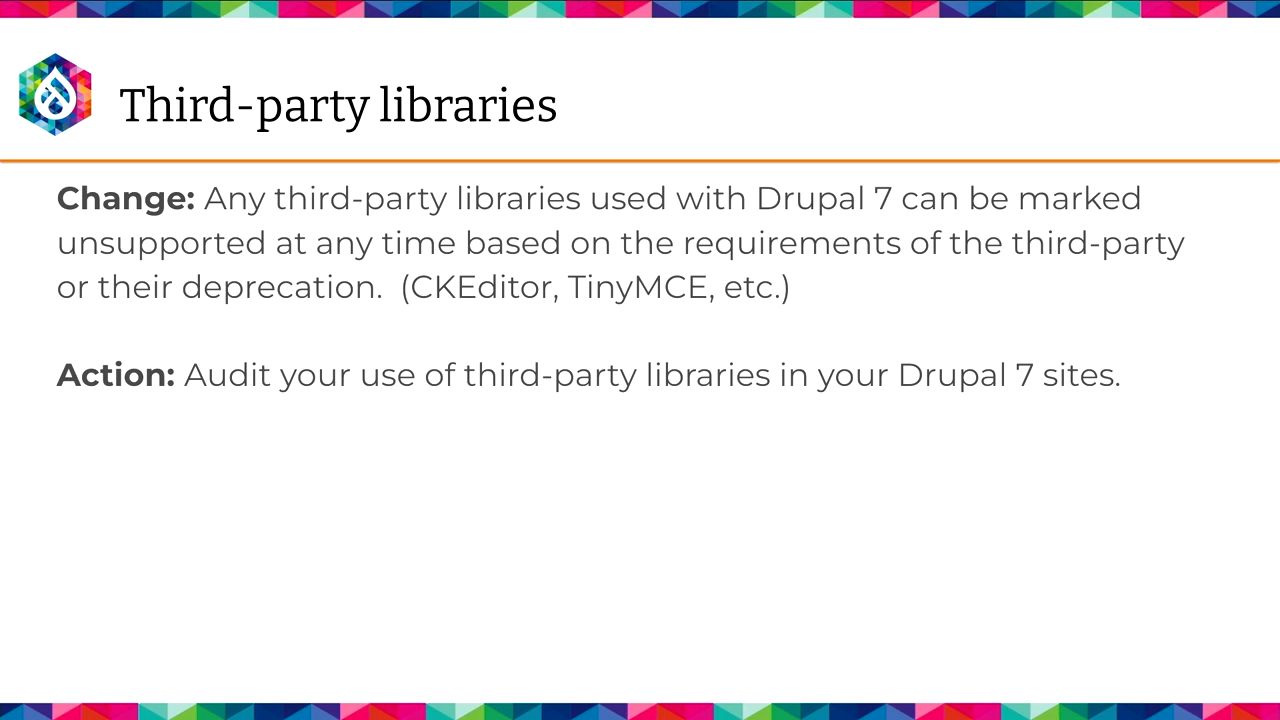 Third-party libraries
Change: Any third-party libraries used with Drupal 7 can be marked
unsupported at any time based on the requirements of the third-party
or their deprecation.  (CKEditor, TinyMCE, etc.)
Action: Audit your use of third-party libraries in your Drupal 7 sites.